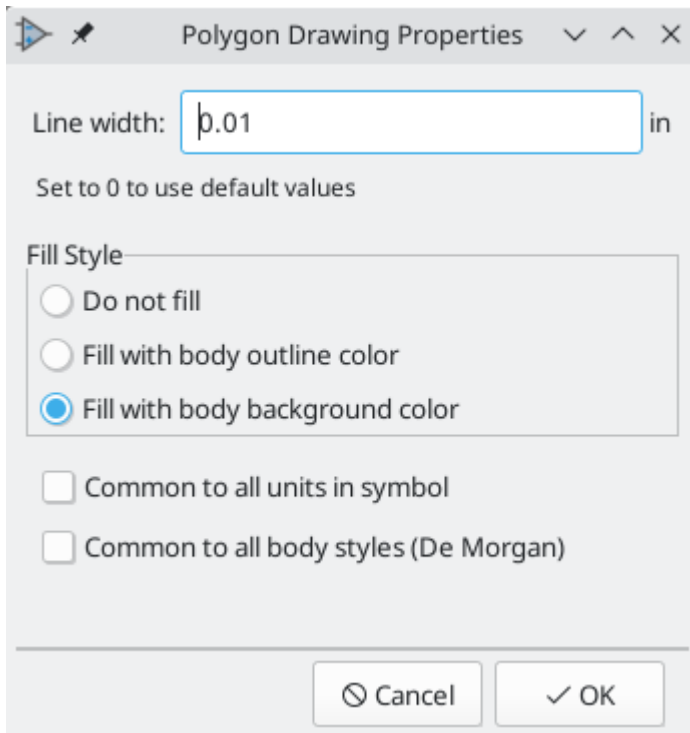 Polygon Drawing Properties
Line width: 0.01 in
Set to 0 to use default values
Fill Style
Do not fill
Fill with body outline color
Fill with body background color
Common to all units in symbol
Common to all body styles (De Morgan)
Cancel OK